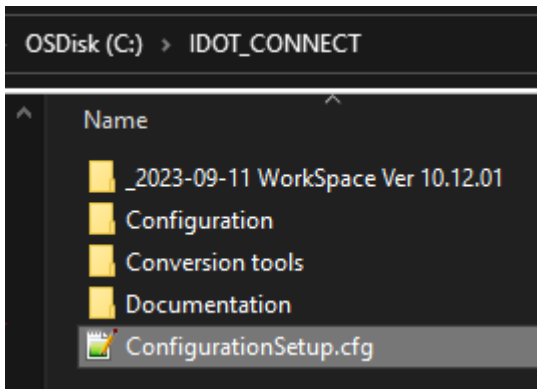 OSDisk (C:) > IDOT_CONNECT
Name
_2023-09-11 WorkSpace Ver 10.12.01
Configuration
Conversion tools
Documentation
ConfigurationSetup.cfg